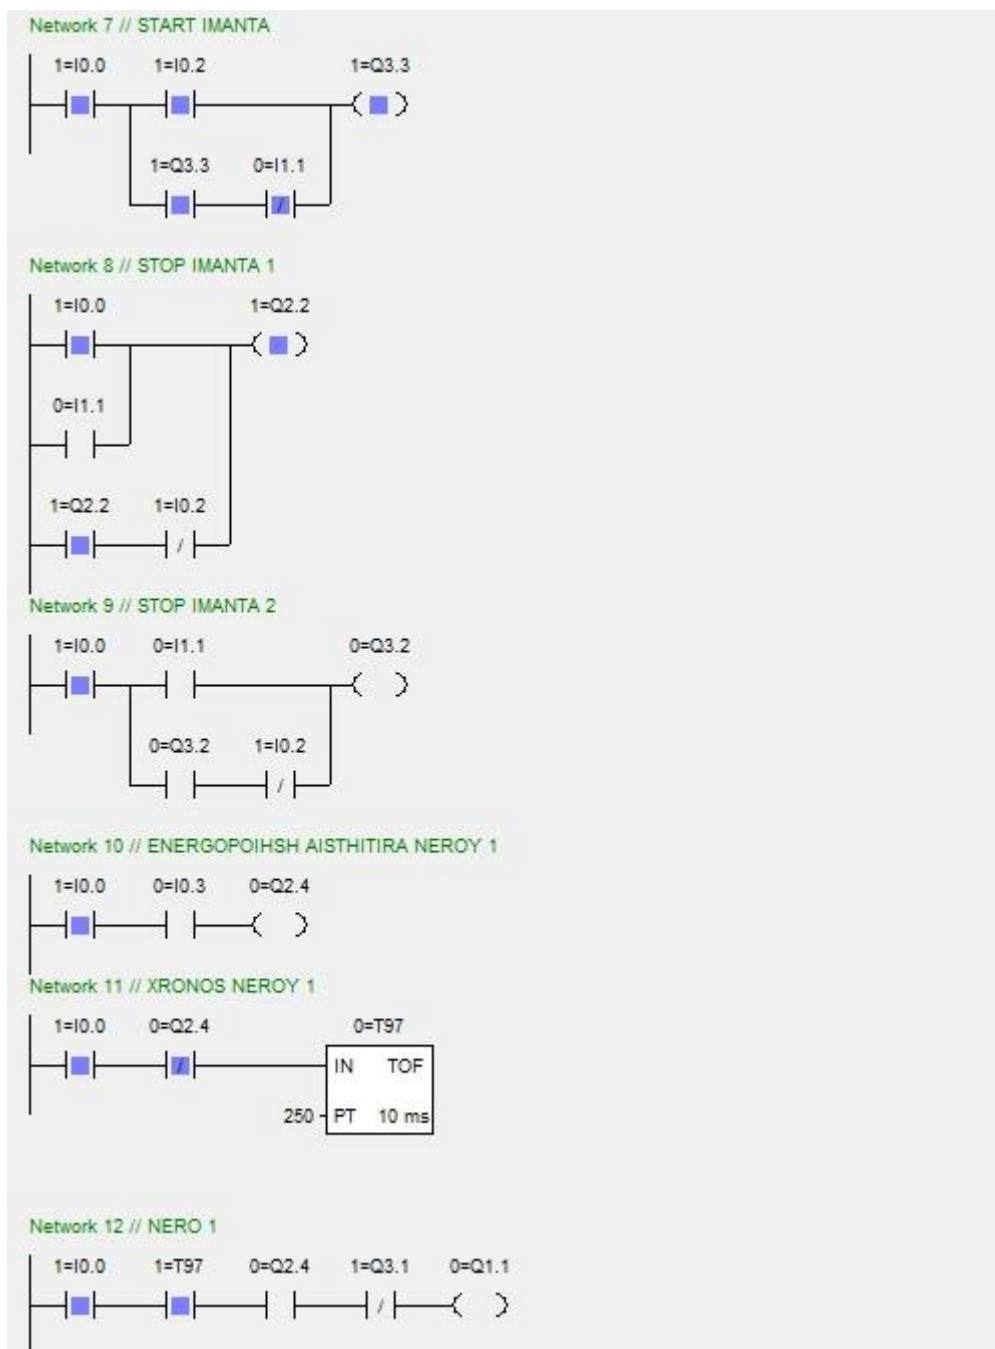 Network 7 // START IMANTA
1=I0.0 1=I0.2 1=Q3.3
1=Q3.3 0=I1.1
/
Network 8 // STOP IMANTA 1
1=I0.0 1=Q2.2
0=I1.1
1=Q2.2 1=I0.2
/
Network 9 // STOP IMANTA 2
1=I0.0 0=I1.1 0=Q3.2
0=Q3.2 1=I0.2
/
Network 10 // ENERGOPOIHSH AISTHITIRA NEROY 1
1=I0.0 0=I0.3 0=Q2.4
Network 11 // XRONOS NEROY 1
1=I0.0 0=Q2.4 0=T97
/ IN TOF
250 PT 10 ms
Network 12 // NERO 1
1=I0.0 1=T97 0=Q2.4 1=Q3.1 0=Q1.1
/